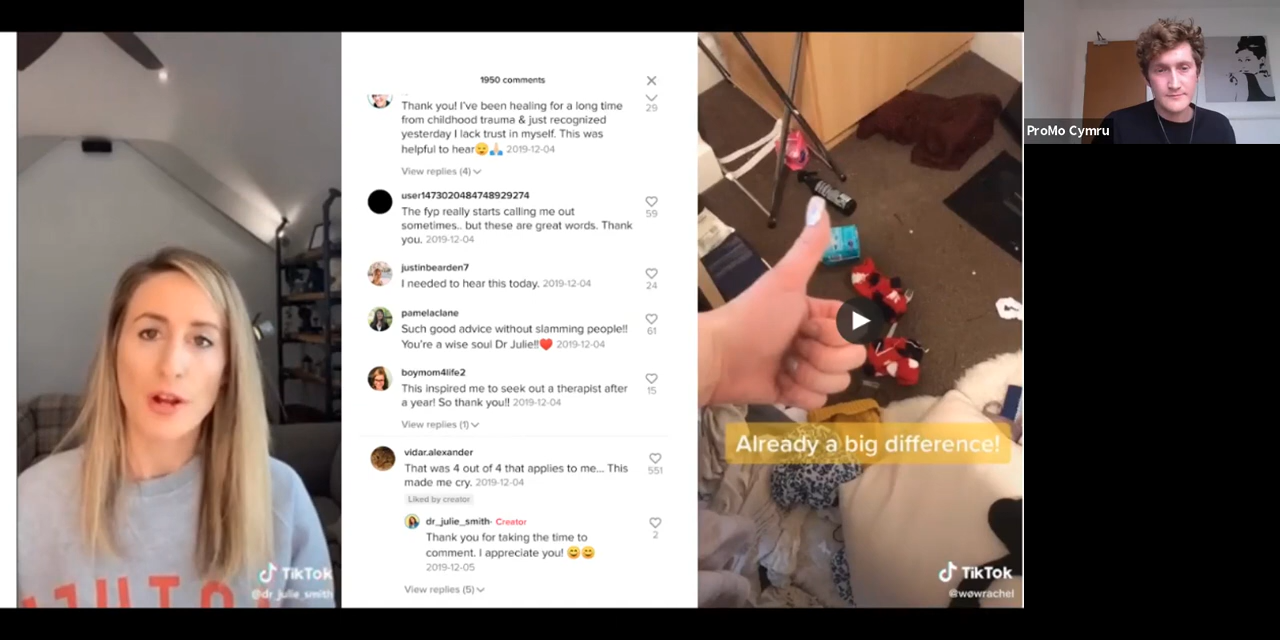 1950 comments
Thank you! I've been healing for a long time
from childhood trauma & just recognized
yesterday I lack trust in myself. This was
helpful to hear😌🙏 2019-12-04
29
View replies (4)
user1473020484748929274
The fyp really starts calling me out
sometimes.. but these are great words. Thank
you. 2019-12-04
59
justinbearden7
I needed to hear this today. 2019-12-04
24
pamelaclane
Such good advice without slamming people!!
You're a wise soul Dr Julie!!♥️ 2019-12-04
61
boymom4life2
This inspired me to seek out a therapist after
a year! So thank you!! 2019-12-04
15
View replies (1)
vidar.alexander
That was 4 out of 4 that applies to me... This
made me cry. 2019-12-04
551
Liked by creator
dr_julie_smith· Creator
Thank you for taking the time to
comment. I appreciate you! 😄😄
2019-12-05
2
View replies (5)
TikTok
@dr_julie_smith
Already a big difference!
TikTok
@wøwrachel
ProMo Cymru